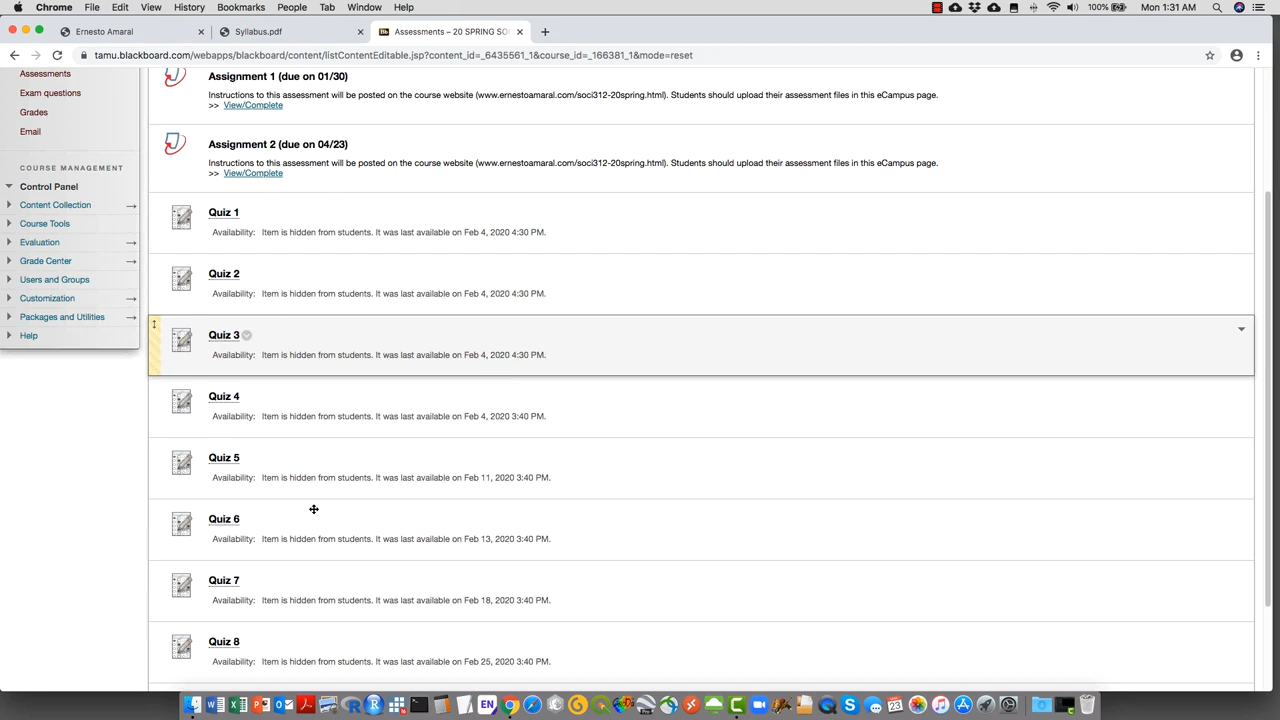 Chrome File Edit View History Bookmarks People Tab Window Help 100% Mon 1:31 AM
Ernesto Amaral Syllabus.pdf Bb Assessments – 20 SPRING SO
tamu.blackboard.com/webapps/blackboard/content/listContentEditable.jsp?content_id=_6435561_1&course_id=_166381_1&mode=reset
Assessments
Exam questions
Grades
Email
COURSE MANAGEMENT
Control Panel
Content Collection
Course Tools
Evaluation
Grade Center
Users and Groups
Customization
Packages and Utilities
Help
Assignment 1 (due on 01/30)
Instructions to this assessment will be posted on the course website (www.ernestoamaral.com/soci312-20spring.html). Students should upload their assessment files in this eCampus page.
>> View/Complete
Assignment 2 (due on 04/23)
Instructions to this assessment will be posted on the course website (www.ernestoamaral.com/soci312-20spring.html). Students should upload their assessment files in this eCampus page.
>> View/Complete
Quiz 1
Availability: Item is hidden from students. It was last available on Feb 4, 2020 4:30 PM.
Quiz 2
Availability: Item is hidden from students. It was last available on Feb 4, 2020 4:30 PM.
Quiz 3
Availability: Item is hidden from students. It was last available on Feb 4, 2020 4:30 PM.
Quiz 4
Availability: Item is hidden from students. It was last available on Feb 4, 2020 3:40 PM.
Quiz 5
Availability: Item is hidden from students. It was last available on Feb 11, 2020 3:40 PM.
Quiz 6
Availability: Item is hidden from students. It was last available on Feb 13, 2020 3:40 PM.
Quiz 7
Availability: Item is hidden from students. It was last available on Feb 18, 2020 3:40 PM.
Quiz 8
Availability: Item is hidden from students. It was last available on Feb 25, 2020 3:40 PM.
EN
23